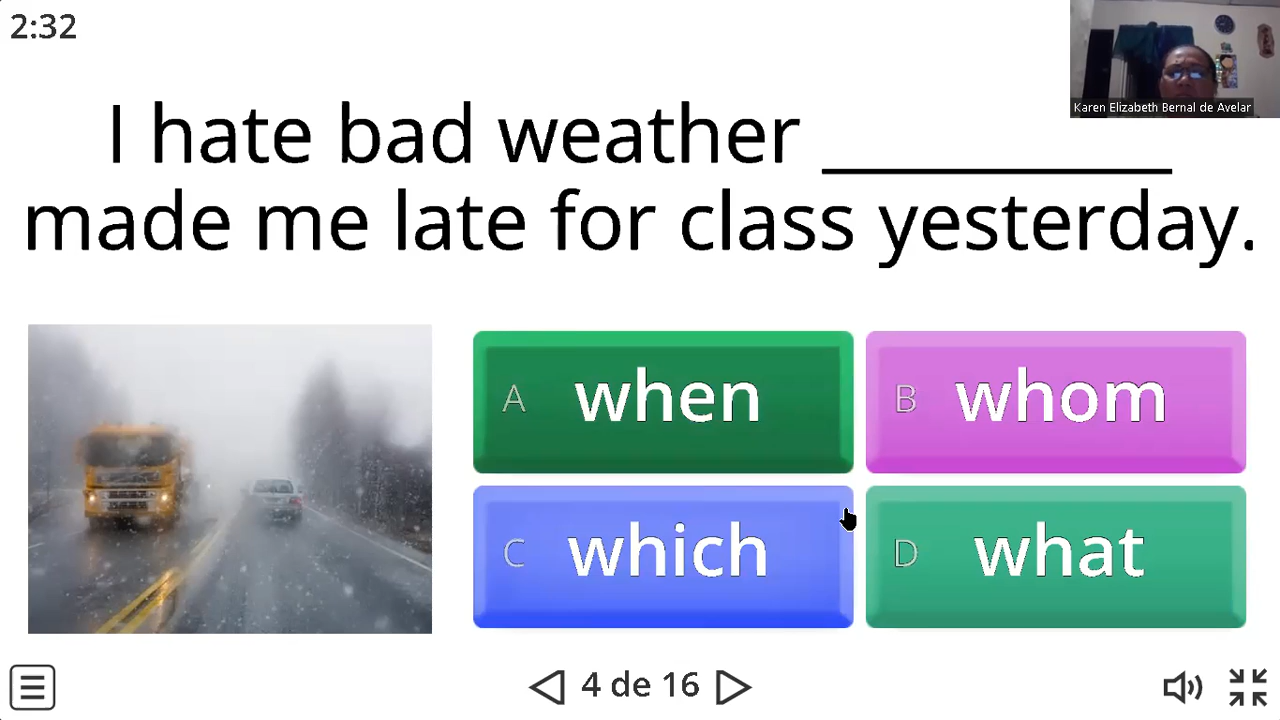 2:32
Karen Elizabeth Bernal de Avelar
I hate bad weather __________
made me late for class yesterday.
A when
B whom
C which
D what
4 de 16